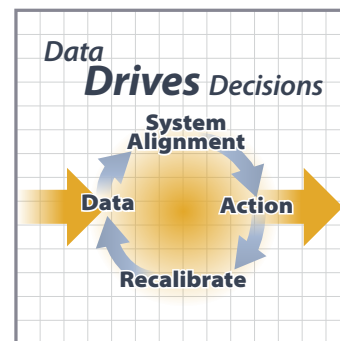 Data
Drives Decisions
System
Alignment
Data
Action
Recalibrate